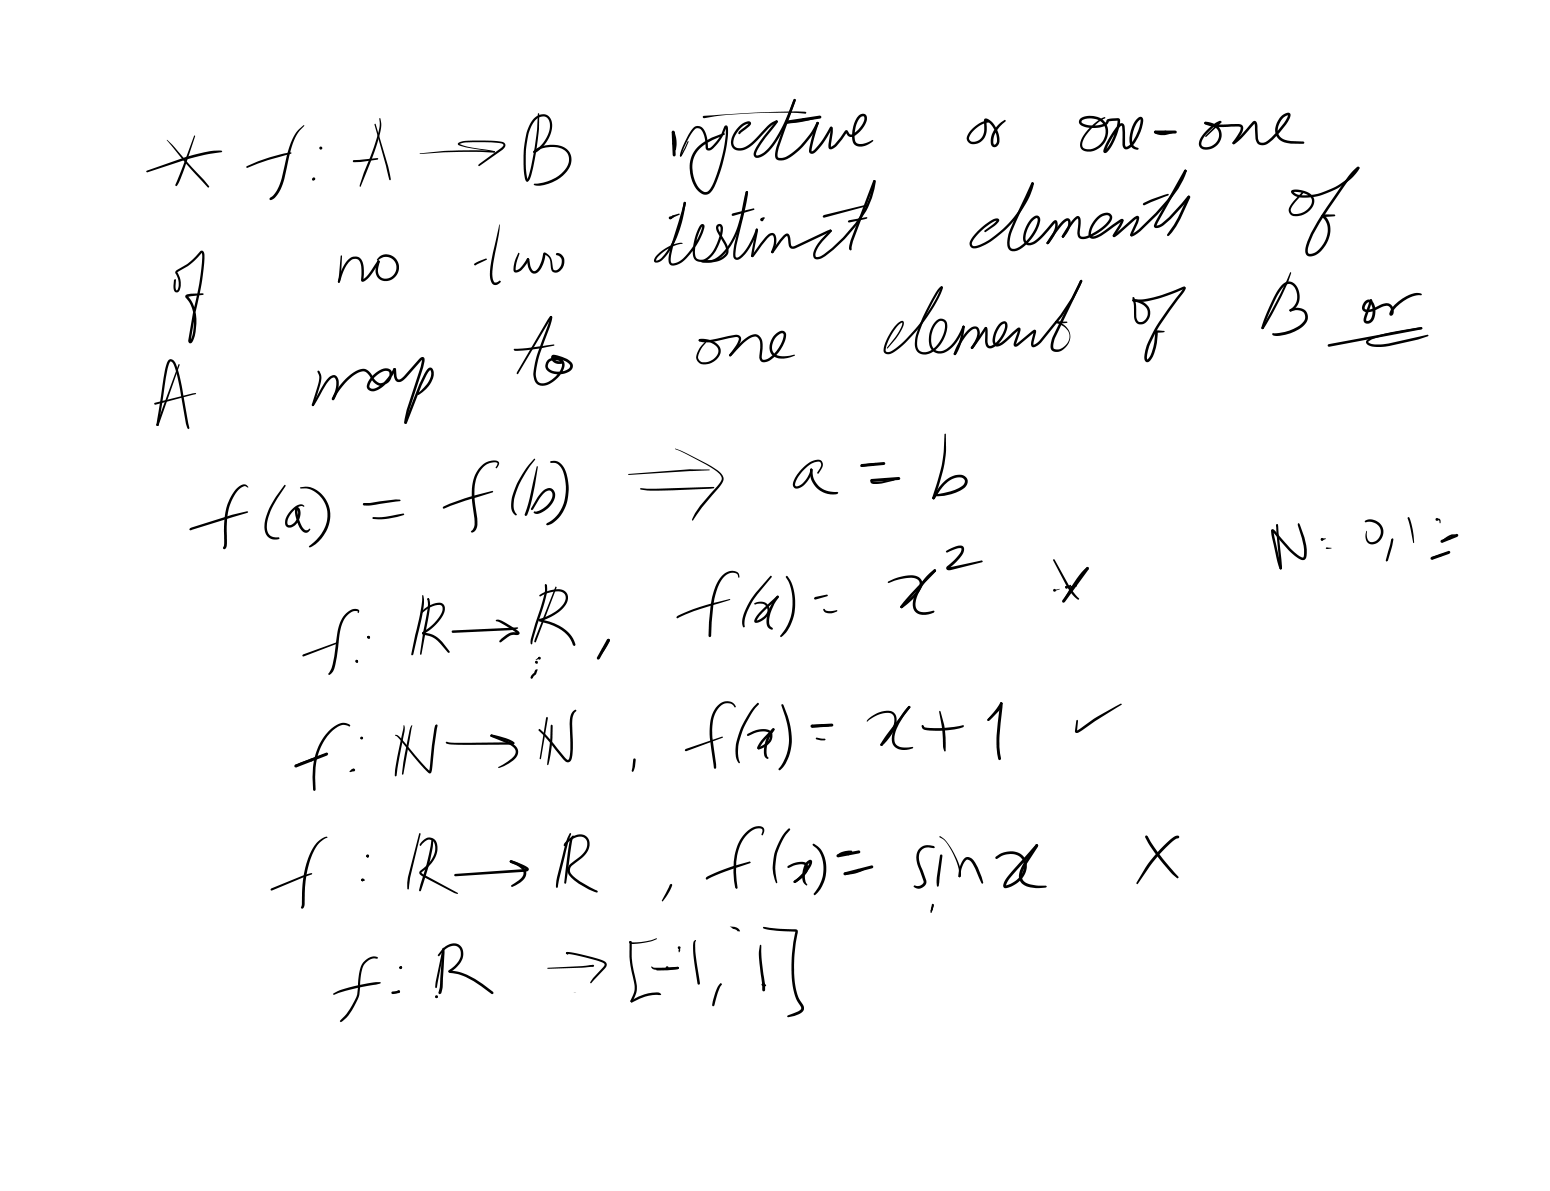 * f: A → B injective or one-one
if no two distinct elements of
A map to one element of B or
f(a) = f(b) ⟹ a = b
N: 0,1
f: ℝ → ℝ, f(x) = x² ×
f: ℕ → ℕ, f(x) = x+1 ✓
f: ℝ → ℝ, f(x) = sin x ×
f: ℝ → [-1, 1]